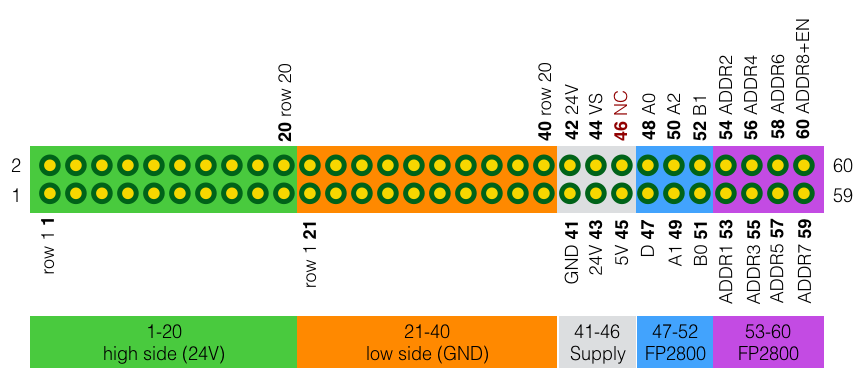 20 row 20
40 row 20
42 24V
44 VS
46 NC
48 A0
50 A2
52 B1
54 ADDR2
56 ADDR4
58 ADDR6
60 ADDR8+EN
2
60
1
59
row 1 1
row 1 21
GND 41
24V 43
5V 45
D 47
A1 49
B0 51
ADDR1 53
ADDR3 55
ADDR5 57
ADDR7 59
1-20
high side (24V)
21-40
low side (GND)
41-46
Supply
47-52
FP2800
53-60
FP2800